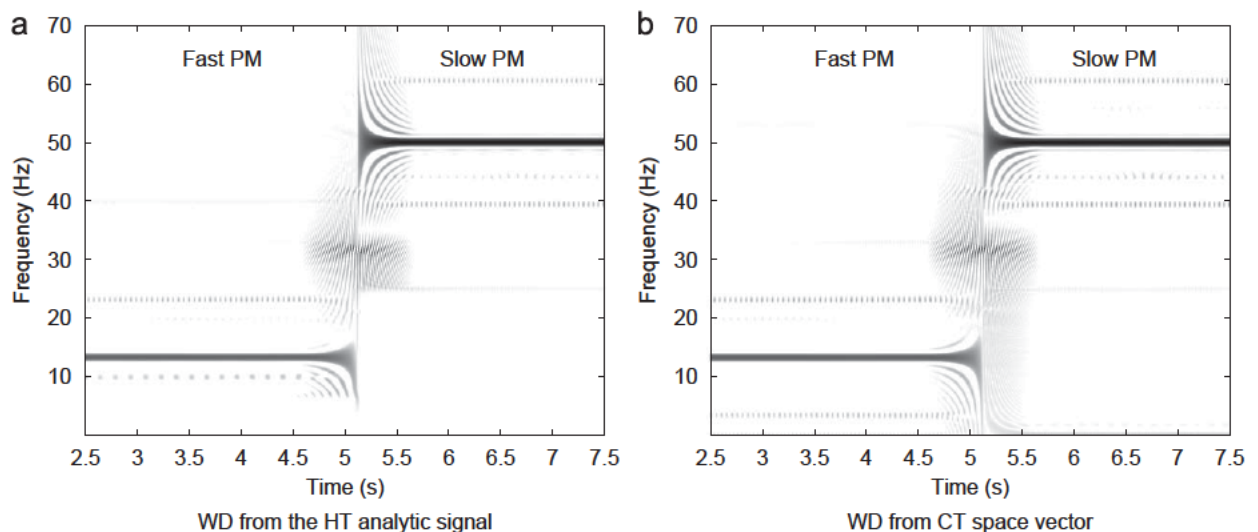 a
70
60
50
40
30
20
10
Frequency (Hz)
Fast PM
Slow PM
2.5 3 3.5 4 4.5 5 5.5 6 6.5 7 7.5
Time (s)
WD from the HT analytic signal
b
70
60
50
40
30
20
10
Frequency (Hz)
Fast PM
Slow PM
2.5 3 3.5 4 4.5 5 5.5 6 6.5 7 7.5
Time (s)
WD from CT space vector